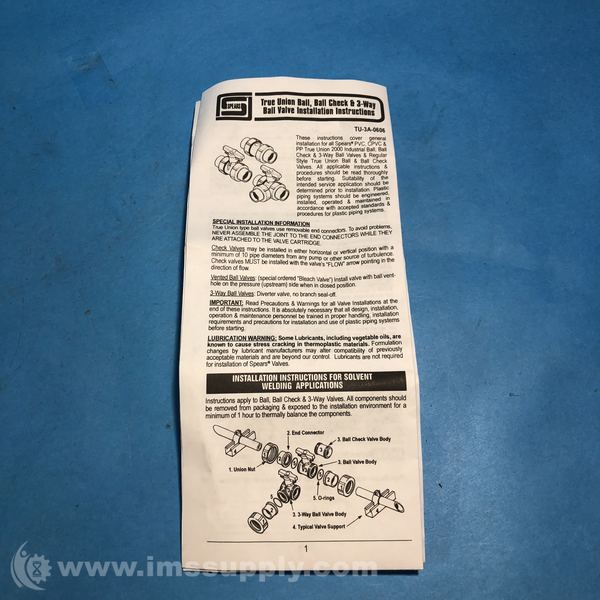 SPEARS
True Union Ball, Ball Check & 3-Way
Ball Valve Installation Instructions
TU-3A-0606
These instructions cover general
installation for all Spears® PVC, CPVC &
PP True Union 2000 Industrial Ball, Ball
Check & 3-Way Ball Valves & Regular
Style True Union Ball & Ball Check
Valves. All applicable instructions &
procedures should be read thoroughly
before starting. Suitability of the
intended service application should be
determined prior to installation. Plastic
piping systems should be engineered,
installed, operated & maintained in
accordance with accepted standards &
procedures for plastic piping systems.
SPECIAL INSTALLATION INFORMATION
True Union type ball valves use removable end connectors. To avoid problems,
NEVER ASSEMBLE THE JOINT TO THE END CONNECTORS WHILE THEY
ARE ATTACHED TO THE VALVE CARTRIDGE.
Check Valves may be installed in either horizontal or vertical position with a
minimum of 10 pipe diameters from any pump or other source of turbulence.
Check valves MUST be installed with the valve's "FLOW" arrow pointing in the
direction of flow.
Vented Ball Valves: (special ordered "Bleach Valve") install valve with ball vent-
hole on the pressure (upstream) side when in closed position.
3-Way Ball Valves: Diverter valve, no branch seal-off.
IMPORTANT: Read Precautions & Warnings for all Valve Installations at the
end of these instructions. It is absolutely necessary that all design, installation,
operation & maintenance personnel be trained in proper handling, installation
requirements and precautions for installation and use of plastic piping systems
before starting.
LUBRICATION WARNING: Some Lubricants, including vegetable oils, are
known to cause stress cracking in thermoplastic materials. Formulation
changes by lubricant manufacturers may alter compatibility of previously
acceptable materials and are beyond our control. Lubricants are not required
for installation of Spears® Valves.
INSTALLATION INSTRUCTIONS FOR SOLVENT
WELDING APPLICATIONS
Instructions apply to Ball, Ball Check & 3-Way Valves. All components should
be removed from packaging & exposed to the installation environment for a
minimum of 1 hour to thermally balance the components.
2. End Connector
3. Ball Check Valve Body
1. Union Nut
3. Ball Valve Body
5. O-rings
3. 3-Way Ball Valve Body
4. Typical Valve Support
1
www.imssupply.com